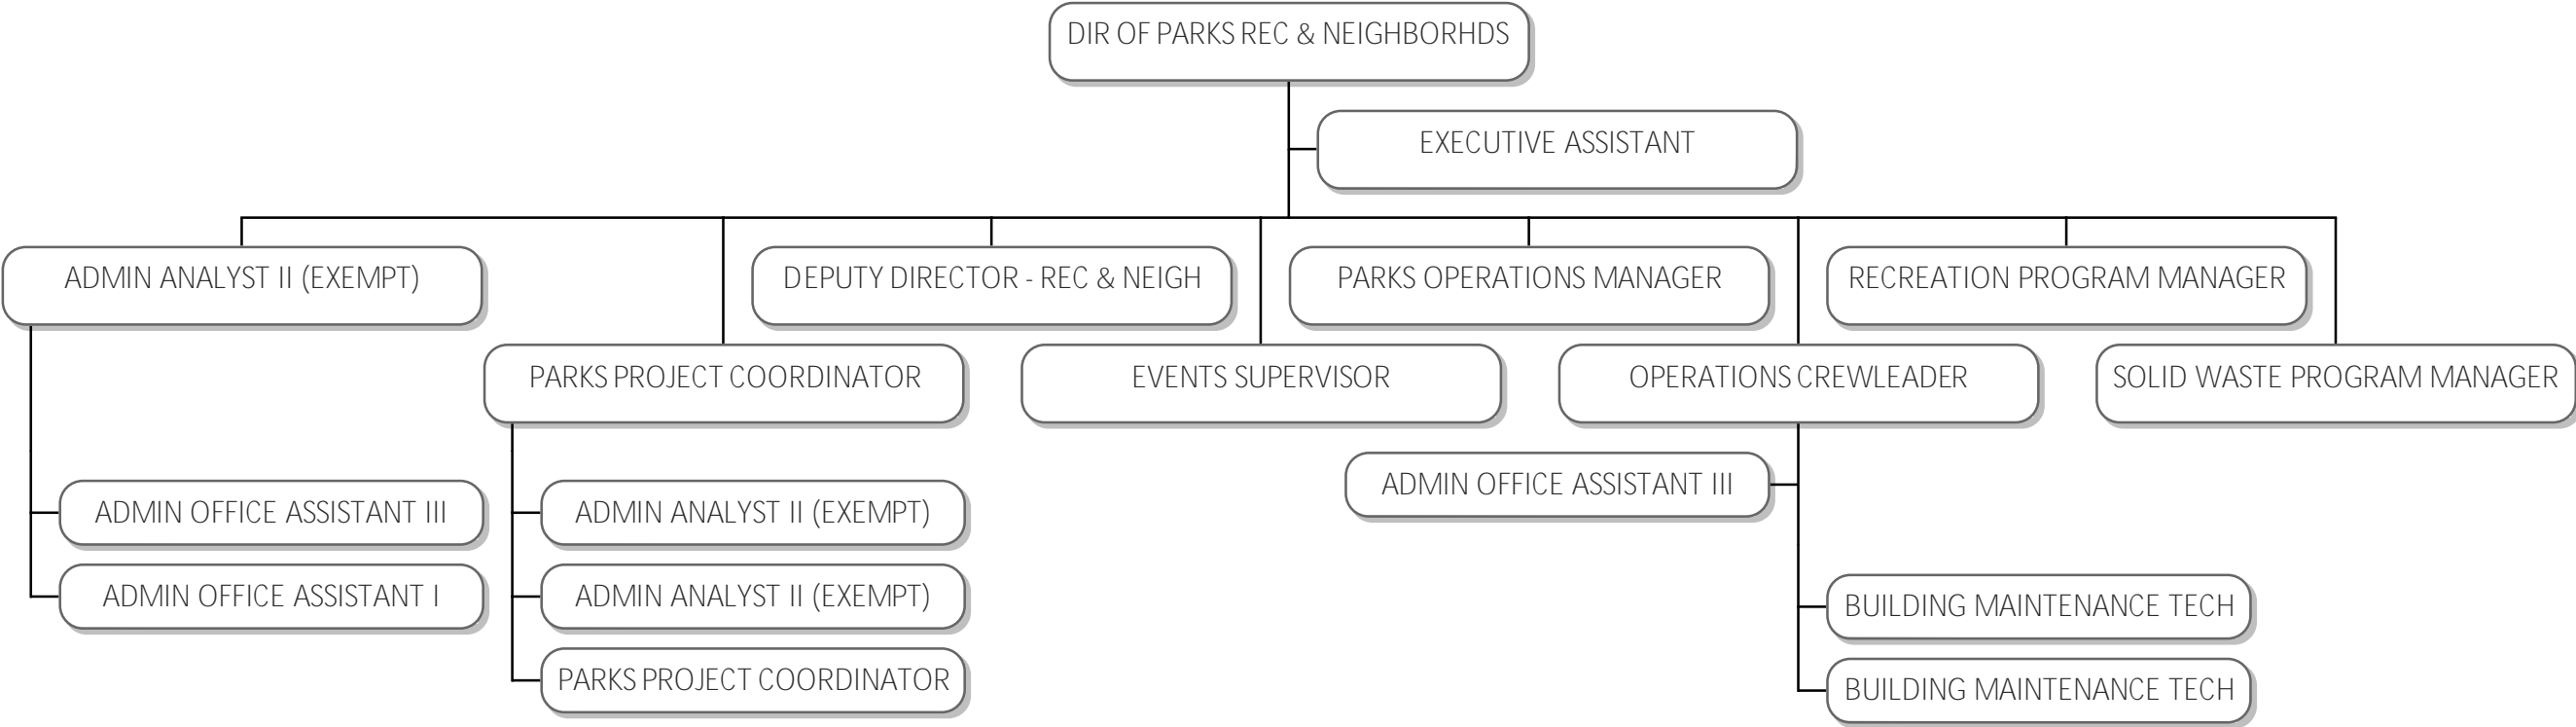 DIR OF PARKS REC & NEIGHBORHDS
EXECUTIVE ASSISTANT
ADMIN ANALYST II (EXEMPT)
DEPUTY DIRECTOR - REC & NEIGH
PARKS OPERATIONS MANAGER
RECREATION PROGRAM MANAGER
PARKS PROJECT COORDINATOR
EVENTS SUPERVISOR
OPERATIONS CREWLEADER
SOLID WASTE PROGRAM MANAGER
ADMIN OFFICE ASSISTANT III
ADMIN OFFICE ASSISTANT I
ADMIN ANALYST II (EXEMPT)
ADMIN ANALYST II (EXEMPT)
PARKS PROJECT COORDINATOR
ADMIN OFFICE ASSISTANT III
BUILDING MAINTENANCE TECH
BUILDING MAINTENANCE TECH